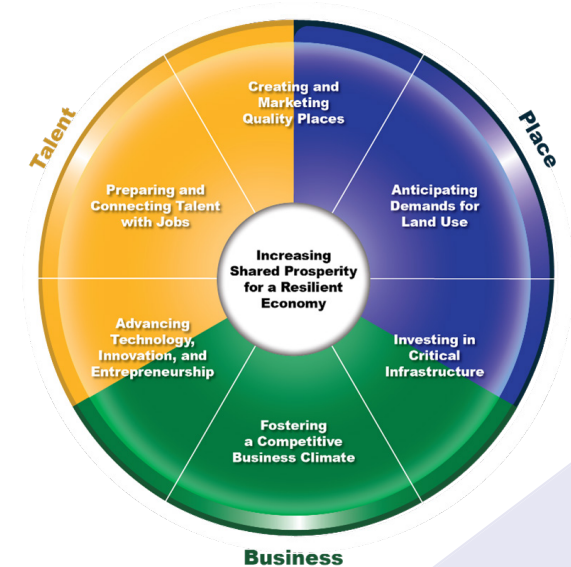 Talent
Place
Creating and
Marketing
Quality Places
Preparing and
Connecting Talent
with Jobs
Anticipating
Demands for
Land Use
Increasing
Shared Prosperity
for a Resilient
Economy
Advancing
Technology,
Innovation, and
Entrepreneurship
Investing in
Critical
Infrastructure
Fostering
a Competitive
Business Climate
Business